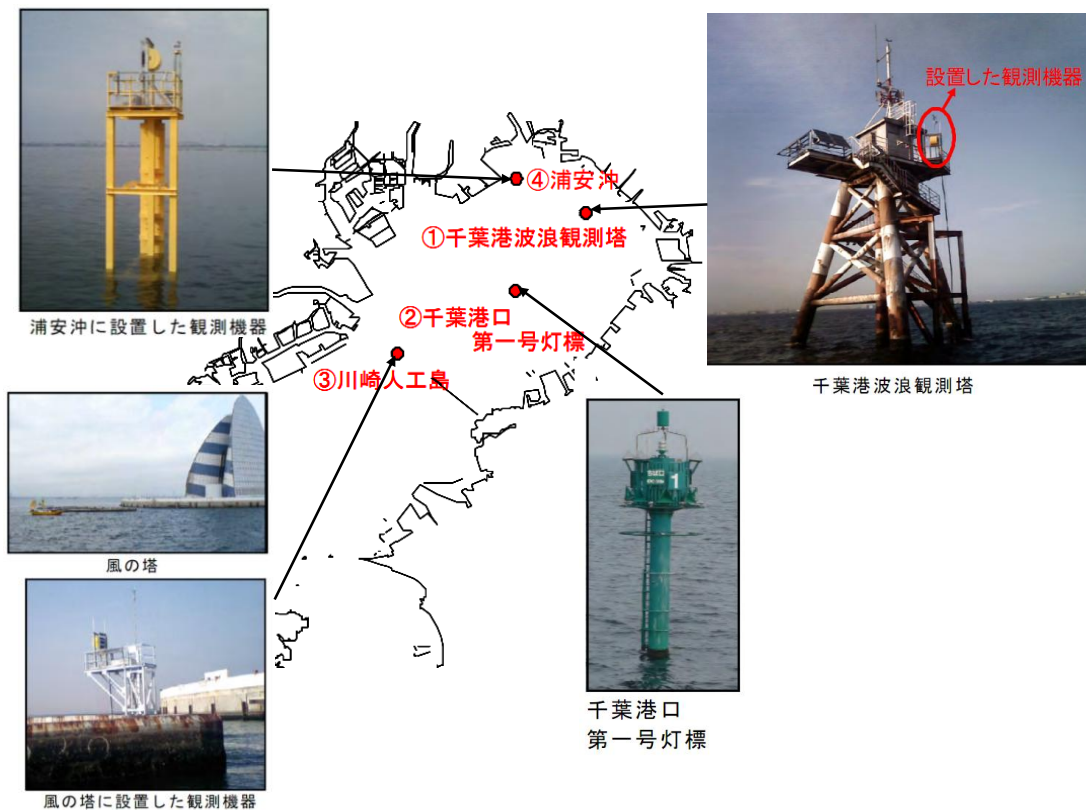 設置した観測機器
④浦安沖
①千葉港波浪観測塔
浦安沖に設置した観測機器
②千葉港口
第一号灯標
③川崎人工島
千葉港波浪観測塔
1
風の塔
千葉港口
第一号灯標
風の塔に設置した観測機器